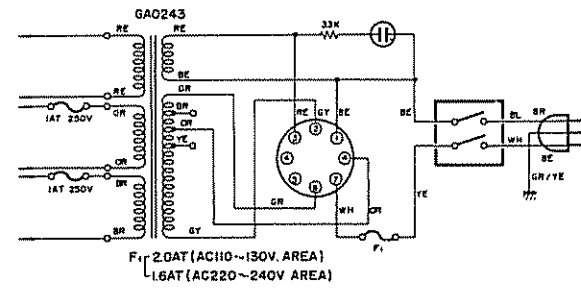 GA0243
RE
RE
33K
RE
BE
1AT 250V
OR
GR
BR
OR
YE
RE
GY
BE
BE
BL
BR
WH
BE
GR/YE
OR
1AT 250V
BR
GR
WH
OR
YE
BR
GY
F₁
F₁ 2.0AT (AC110~130V. AREA)
1.6AT (AC220~240V AREA)